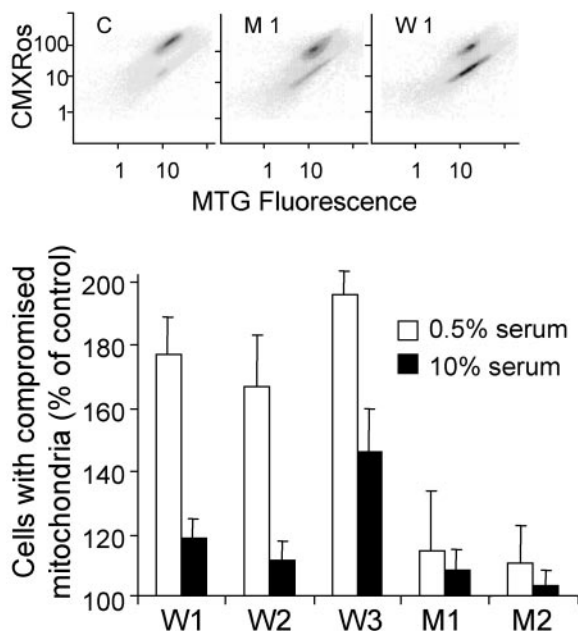 C
M 1
W 1
CMXRos
100
10
1
1 10
1 10
1 10
MTG Fluorescence
Cells with compromised
mitochondria (% of control)
200
180
160
140
120
100
0.5% serum
10% serum
W1 W2 W3 M1 M2